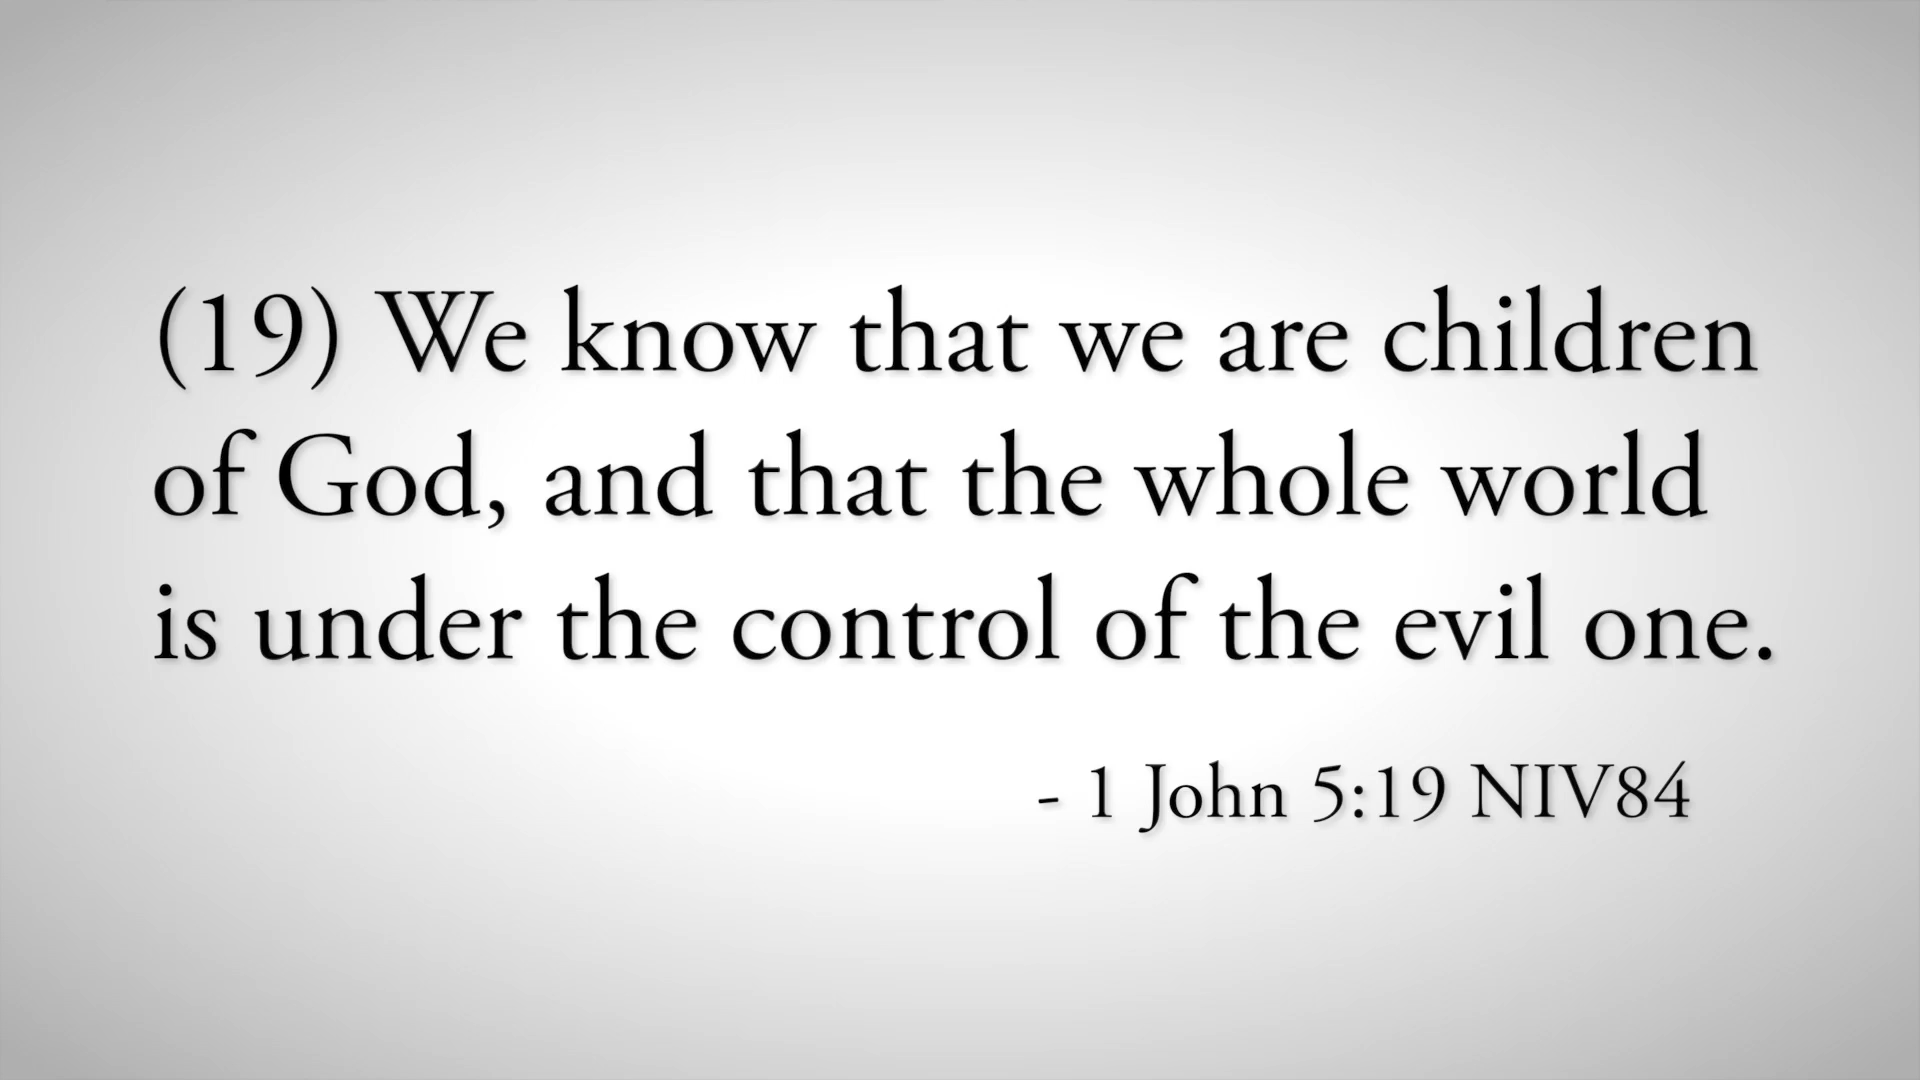 (19) We know that we are children
of God, and that the whole world
is under the control of the evil one.
- 1 John 5:19 NIV84